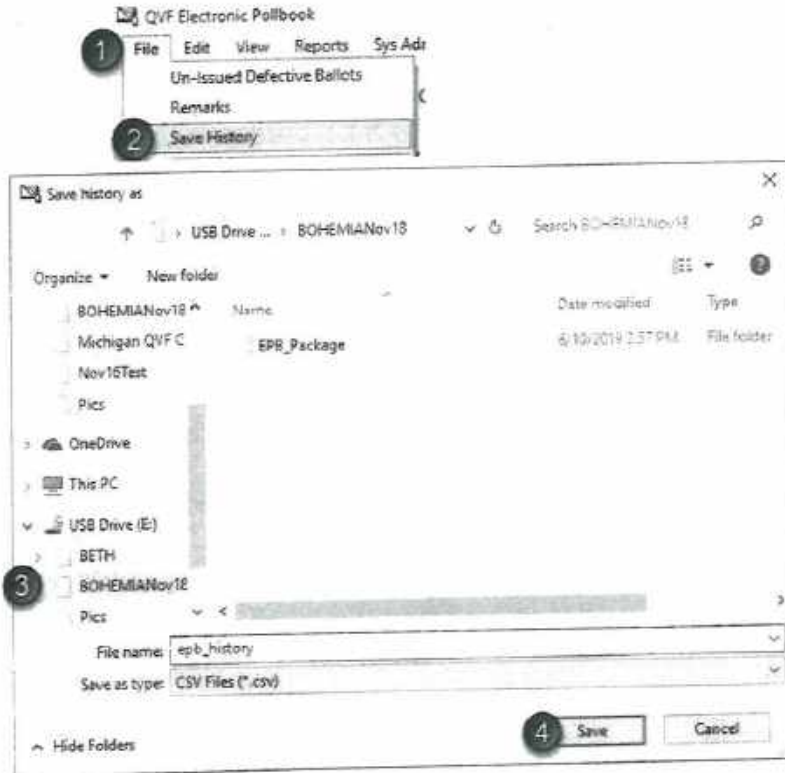 QVF Electronic Pollbook
1 File Edit View Reports Sys Adr
Un-Issued Defective Ballots
Remarks
2 Save History
Save history as
USB Drive ... › BOHEMIANov18 Search BOHEMIANov18
Organize New folder
BOHEMIANov18 Name Date modified Type
Michigan QVF C EPB_Package 6/10/2019 2:57 PM File folder
Nov16Test
Pics
OneDrive
This PC
USB Drive (E:)
BETH
3 BOHEMIANov18
Pics
File name: epb_history
Save as type: CSV Files (*.csv)
4 Save Cancel
Hide Folders